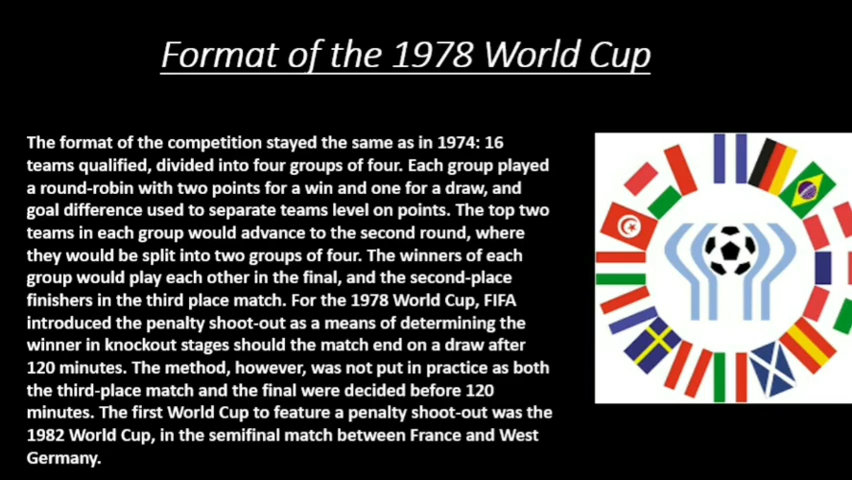 Format of the 1978 World Cup
The format of the competition stayed the same as in 1974: 16
teams qualified, divided into four groups of four. Each group played
a round-robin with two points for a win and one for a draw, and
goal difference used to separate teams level on points. The top two
teams in each group would advance to the second round, where
they would be split into two groups of four. The winners of each
group would play each other in the final, and the second-place
finishers in the third place match. For the 1978 World Cup, FIFA
introduced the penalty shoot-out as a means of determining the
winner in knockout stages should the match end on a draw after
120 minutes. The method, however, was not put in practice as both
the third-place match and the final were decided before 120
minutes. The first World Cup to feature a penalty shoot-out was the
1982 World Cup, in the semifinal match between France and West
Germany.